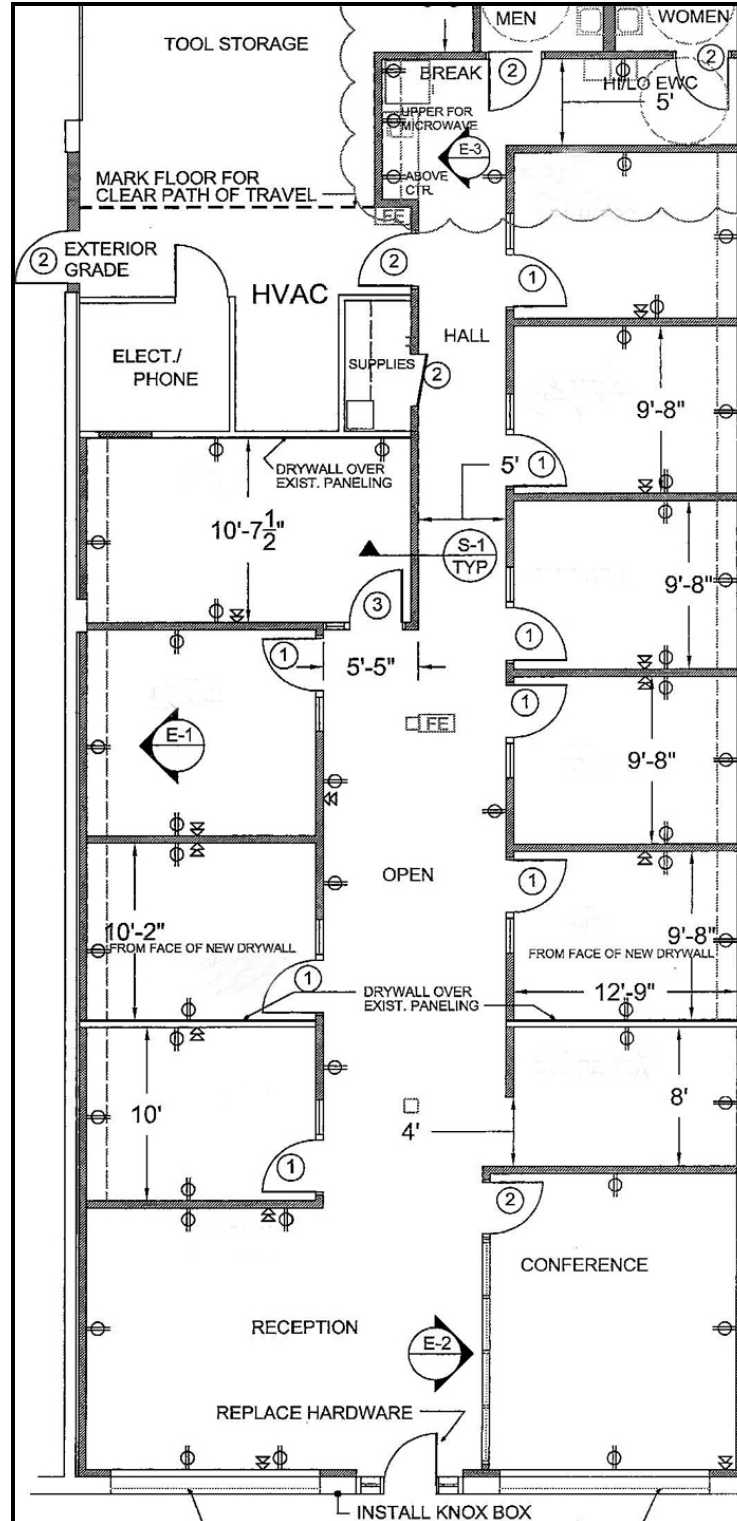 MEN
WOMEN
TOOL STORAGE
BREAK
2
2
HI/LO EWC
5'
UPPER FOR
MICROWAVE
E-3
MARK FLOOR FOR
CLEAR PATH OF TRAVEL
ABOVE
CTR.
FE
2
EXTERIOR
GRADE
2
1
HVAC
HALL
ELECT./
PHONE
SUPPLIES
2
9'-8"
5'
1
DRYWALL OVER
EXIST. PANELING
10'-7 1/2"
S-1
TYP
9'-8"
3
1
1
5'-5"
1
FE
E-1
9'-8"
OPEN
1
10'-2"
FROM FACE OF NEW DRYWALL
9'-8"
FROM FACE OF NEW DRYWALL
1
DRYWALL OVER
EXIST. PANELING
12'-9"
10'
4'
8'
1
2
CONFERENCE
RECEPTION
E-2
REPLACE HARDWARE
INSTALL KNOX BOX